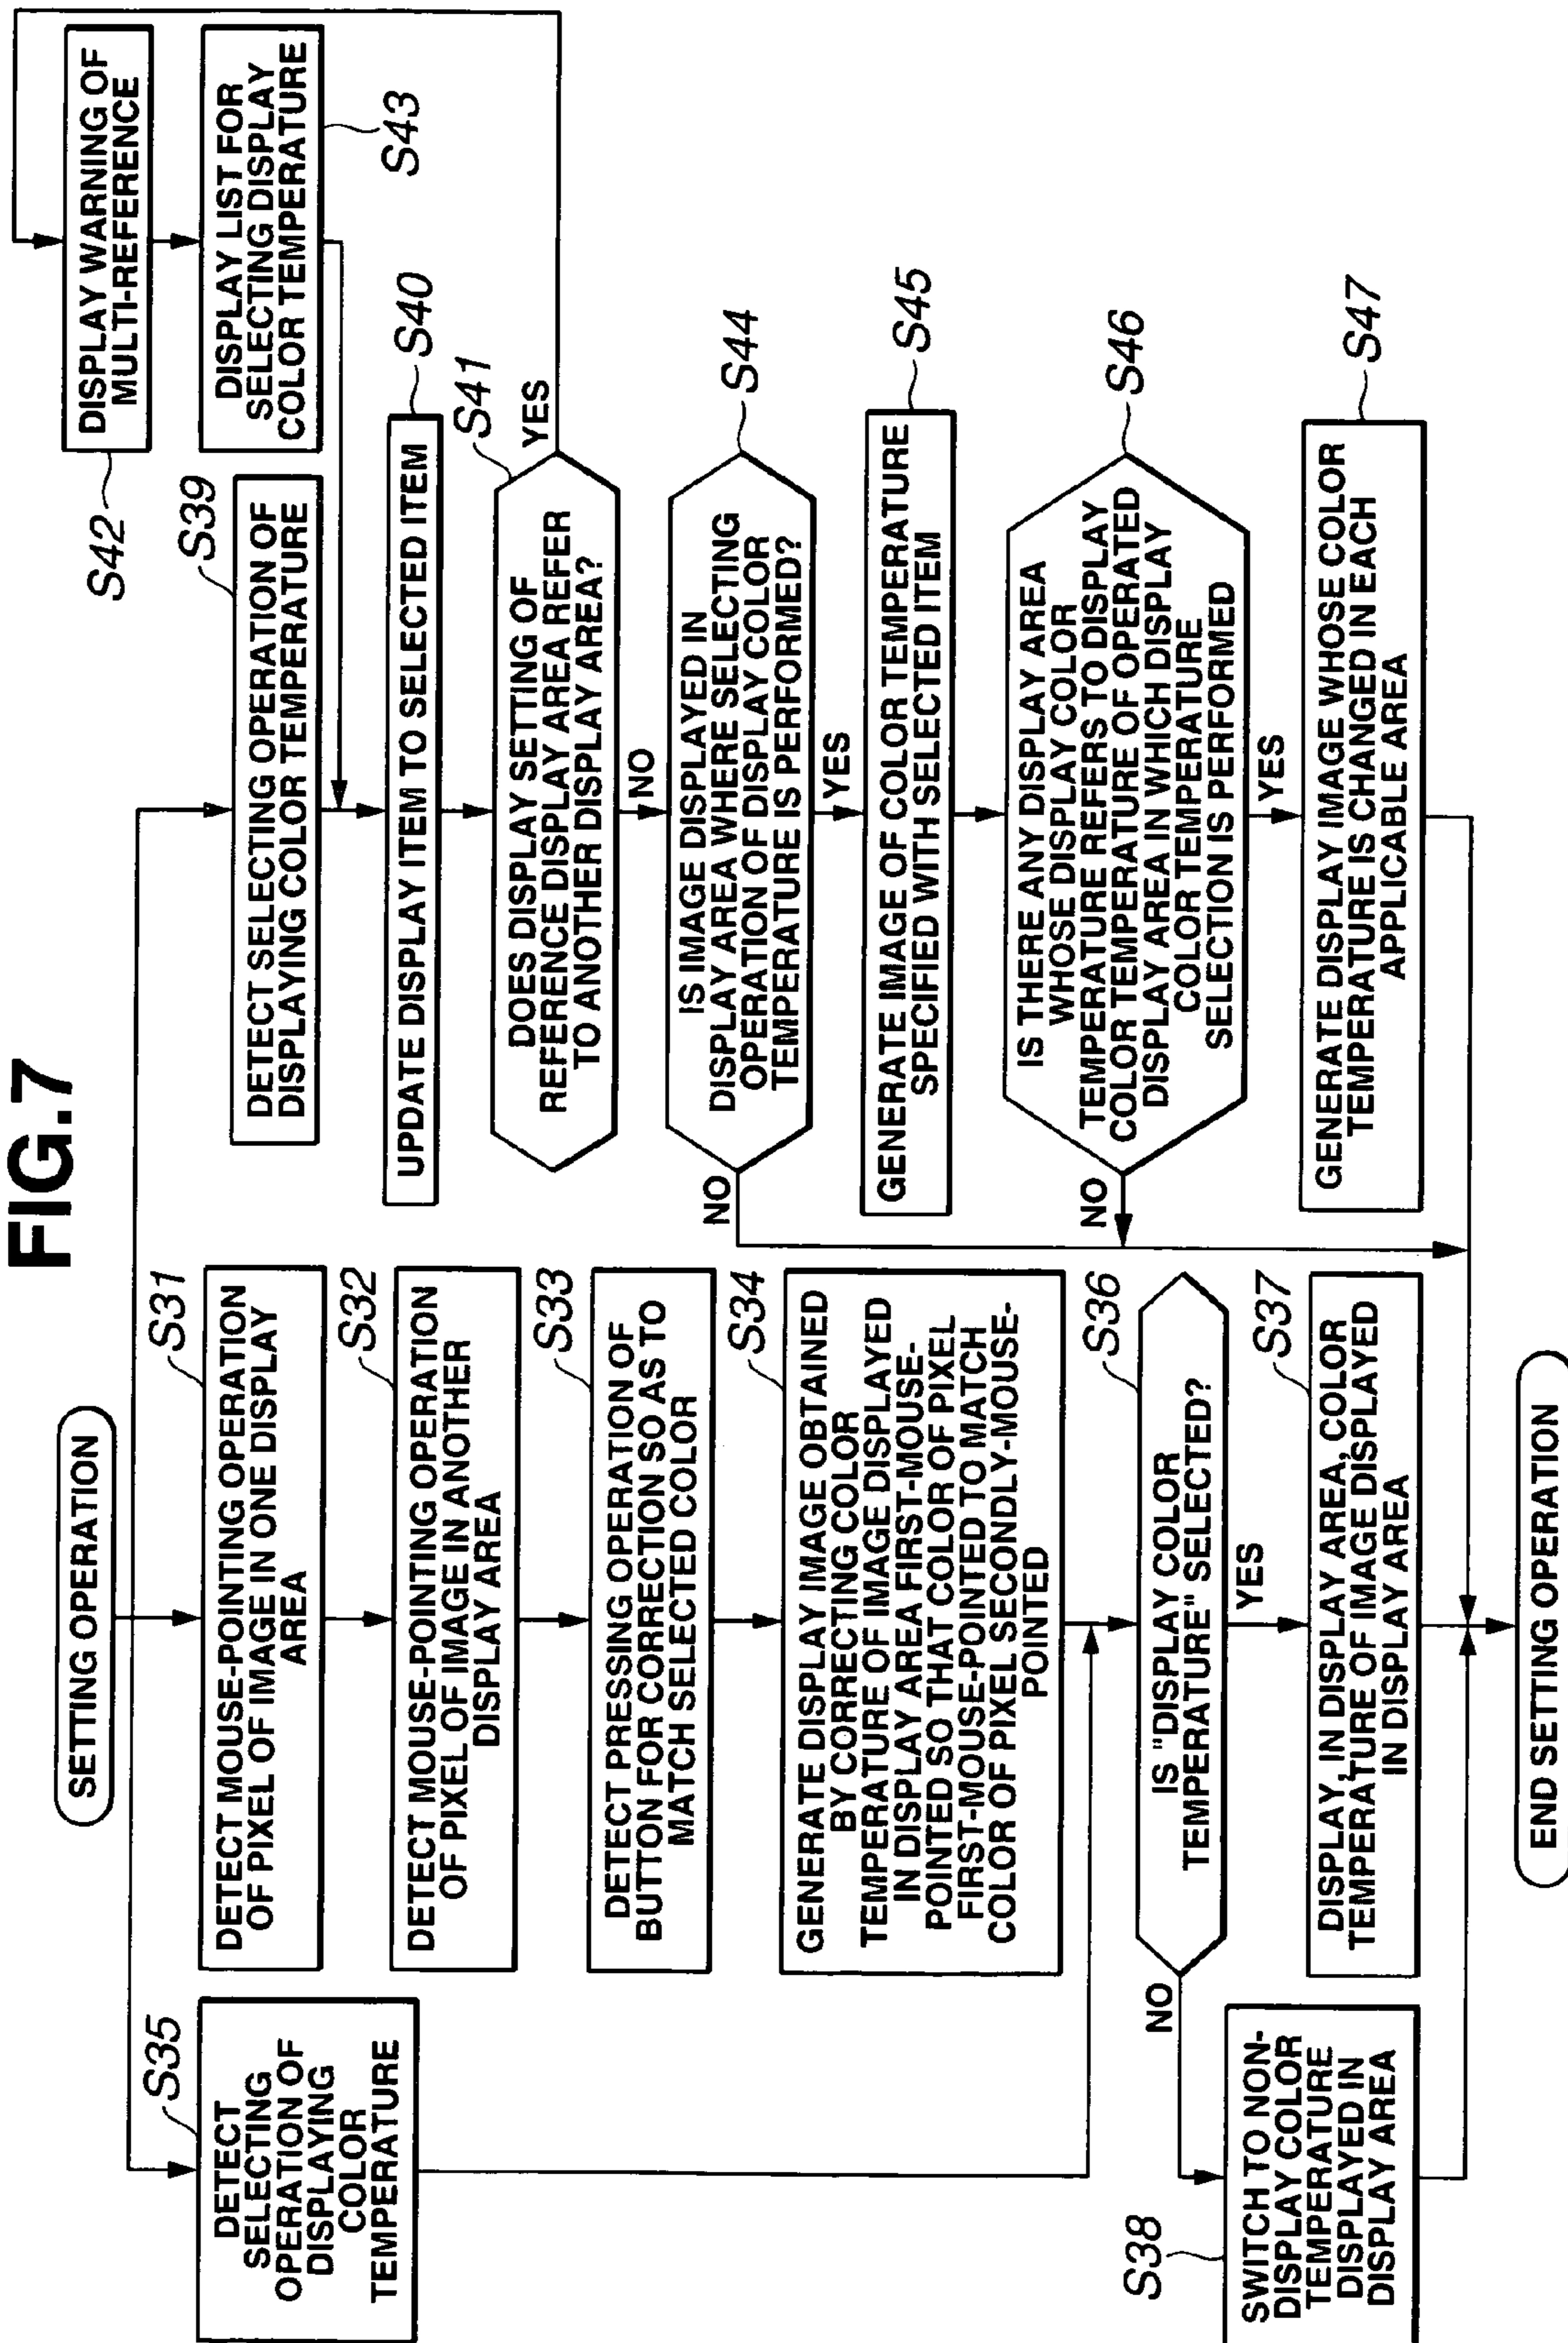 FIG.7
SETTING OPERATION
S35
DETECT
SELECTING
OPERATION OF
DISPLAYING
COLOR
TEMPERATURE
S31
DETECT MOUSE-POINTING OPERATION
OF PIXEL OF IMAGE IN ONE DISPLAY
AREA
S32
DETECT MOUSE-POINTING OPERATION
OF PIXEL OF IMAGE IN ANOTHER
DISPLAY AREA
S33
DETECT PRESSING OPERATION OF
BUTTON FOR CORRECTION SO AS TO
MATCH SELECTED COLOR
S34
GENERATE DISPLAY IMAGE OBTAINED
BY CORRECTING COLOR
TEMPERATURE OF IMAGE DISPLAYED
IN DISPLAY AREA FIRST-MOUSE-
POINTED SO THAT COLOR OF PIXEL
FIRST-MOUSE-POINTED TO MATCH
COLOR OF PIXEL SECONDLY-MOUSE-
POINTED
S36
IS "DISPLAY COLOR
TEMPERATURE" SELECTED?
NO
YES
S38
SWITCH TO NON-
DISPLAY COLOR
TEMPERATURE
DISPLAYED IN
DISPLAY AREA
S37
DISPLAY, IN DISPLAY AREA, COLOR
TEMPERATURE OF IMAGE DISPLAYED
IN DISPLAY AREA
END SETTING OPERATION
S39
DETECT SELECTING OPERATION OF
DISPLAYING COLOR TEMPERATURE
S42
DISPLAY WARNING OF
MULTI-REFERENCE
S43
DISPLAY LIST FOR
SELECTING DISPLAY
COLOR TEMPERATURE
S40
UPDATE DISPLAY ITEM TO SELECTED ITEM
S41
DOES DISPLAY SETTING OF
REFERENCE DISPLAY AREA REFER
TO ANOTHER DISPLAY AREA?
YES
NO
S44
IS IMAGE DISPLAYED IN
DISPLAY AREA WHERE SELECTING
OPERATION OF DISPLAY COLOR
TEMPERATURE IS PERFORMED?
NO
YES
S45
GENERATE IMAGE OF COLOR TEMPERATURE
SPECIFIED WITH SELECTED ITEM
S46
IS THERE ANY DISPLAY AREA
WHOSE DISPLAY COLOR
TEMPERATURE REFERS TO DISPLAY
COLOR TEMPERATURE OF OPERATED
DISPLAY AREA IN WHICH DISPLAY
COLOR TEMPERATURE
SELECTION IS PERFORMED
NO
YES
S47
GENERATE DISPLAY IMAGE WHOSE COLOR
TEMPERATURE IS CHANGED IN EACH
APPLICABLE AREA